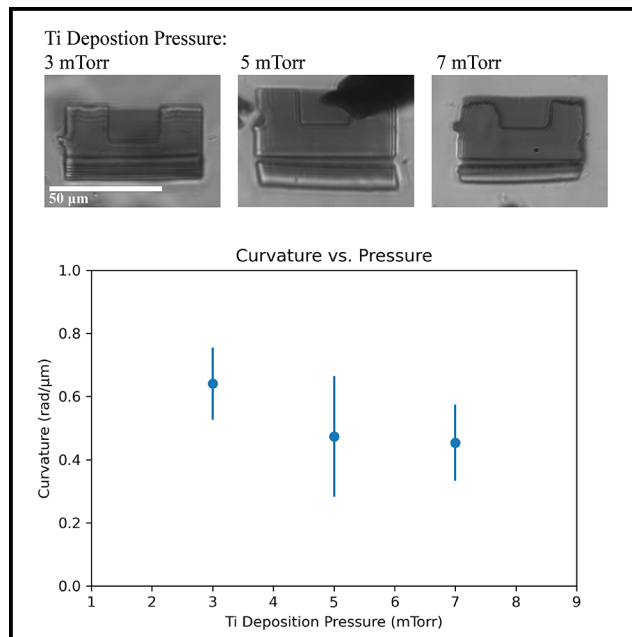 Ti Depostion Pressure:
3 mTorr 5 mTorr 7 mTorr
50 µm
Curvature vs. Pressure
1.0
0.8
0.6
0.4
0.2
0.0
Curvature (rad/µm)
1 2 3 4 5 6 7 8 9
Ti Deposition Pressure (mTorr)